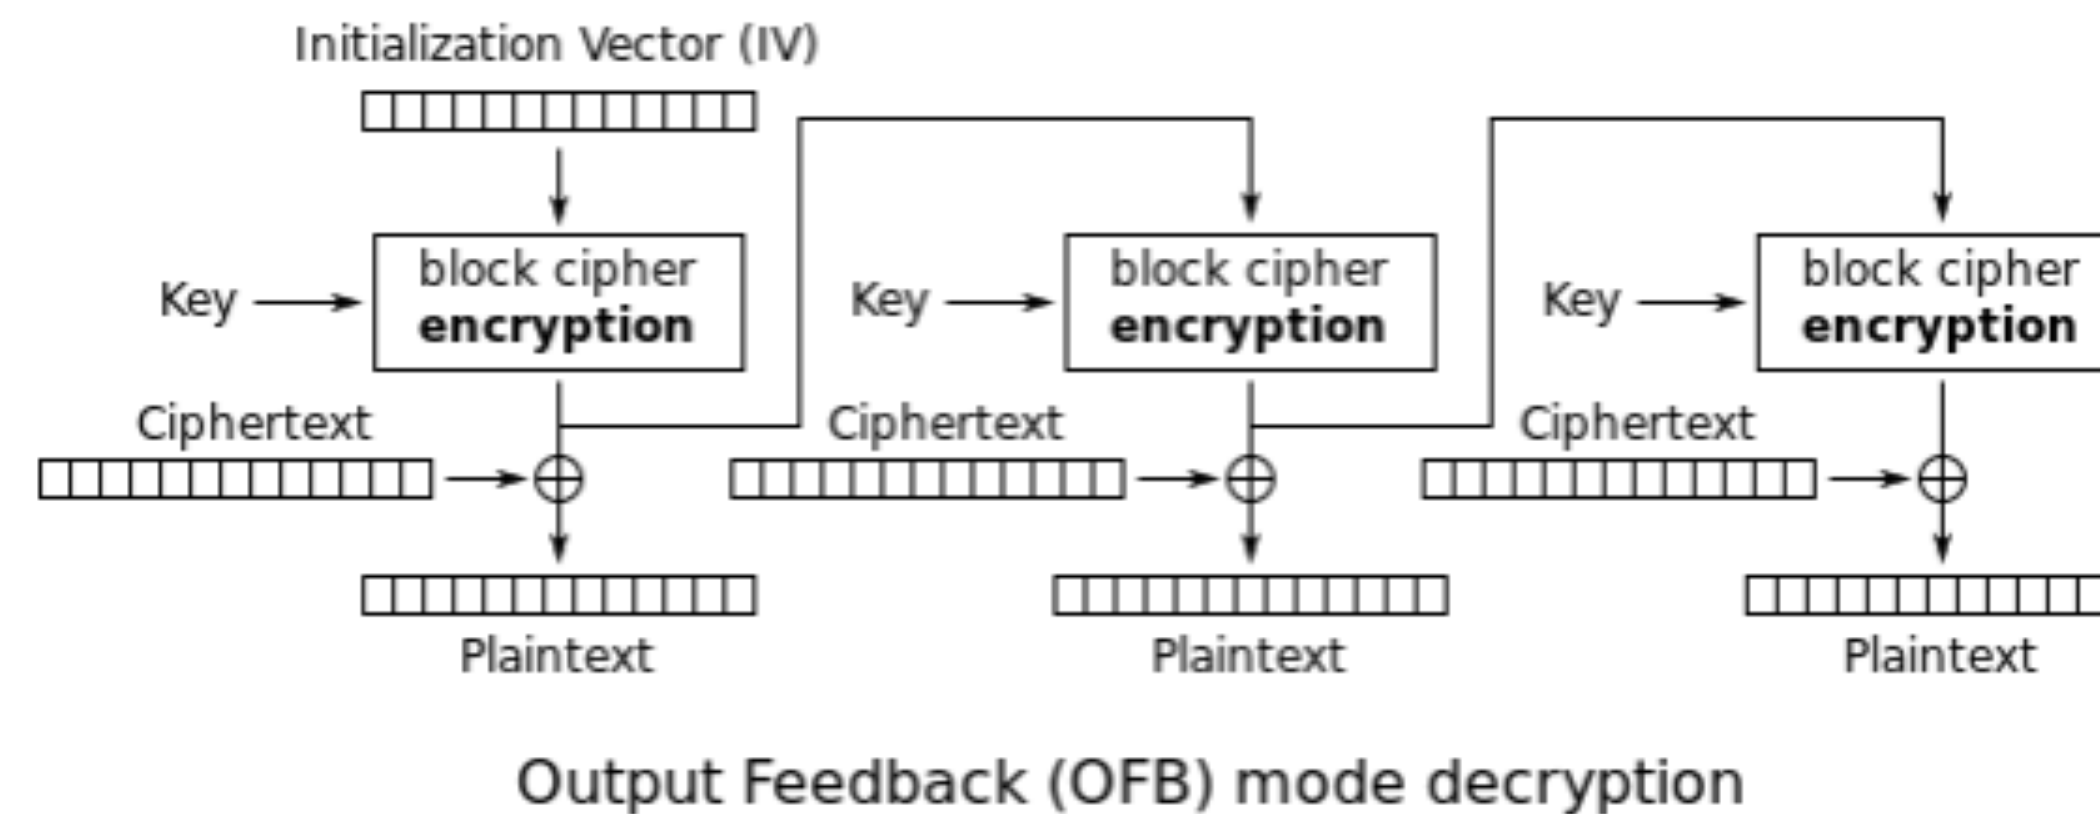 Initialization Vector (IV)
Key
block cipher
encryption
Key
block cipher
encryption
Key
block cipher
encryption
Ciphertext
Ciphertext
Ciphertext
Plaintext
Plaintext
Plaintext
Output Feedback (OFB) mode decryption